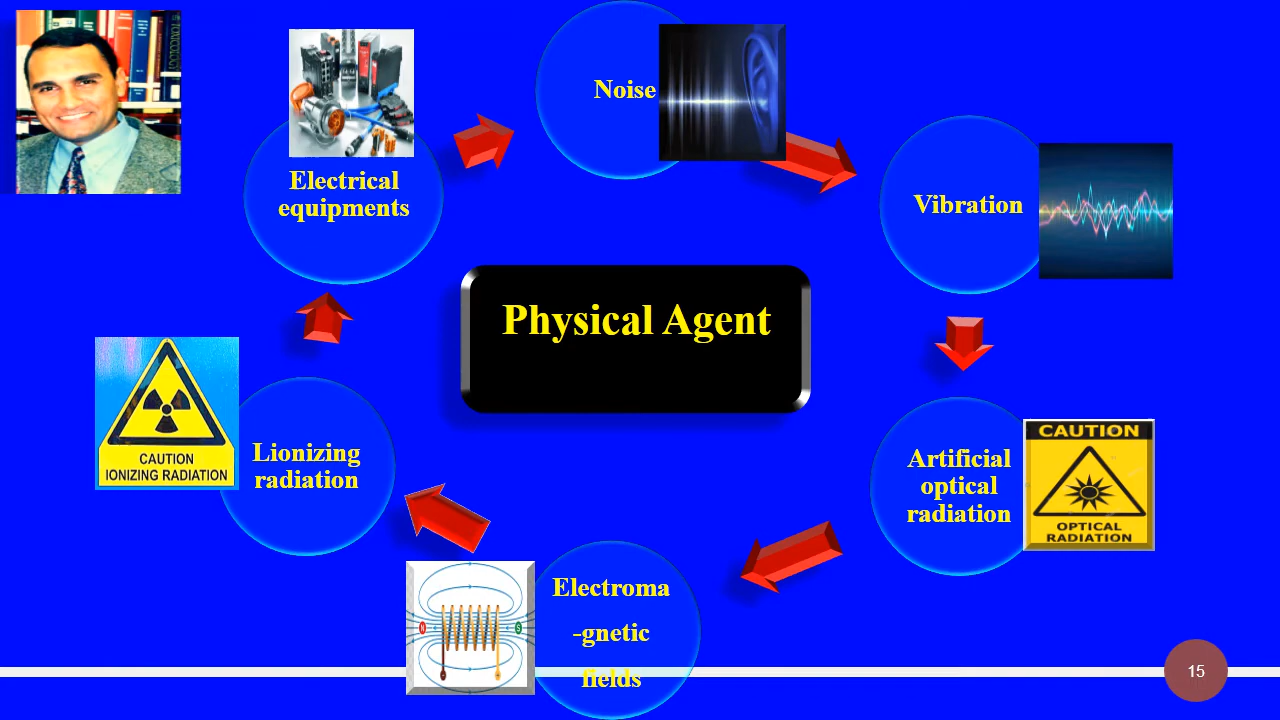 Noise
Electrical
equipments
Vibration
Physical Agent
CAUTION
IONIZING RADIATION
Lionizing
radiation
Artificial
optical
radiation
CAUTION
OPTICAL
RADIATION
Electroma
-gnetic
fields
N
S
15